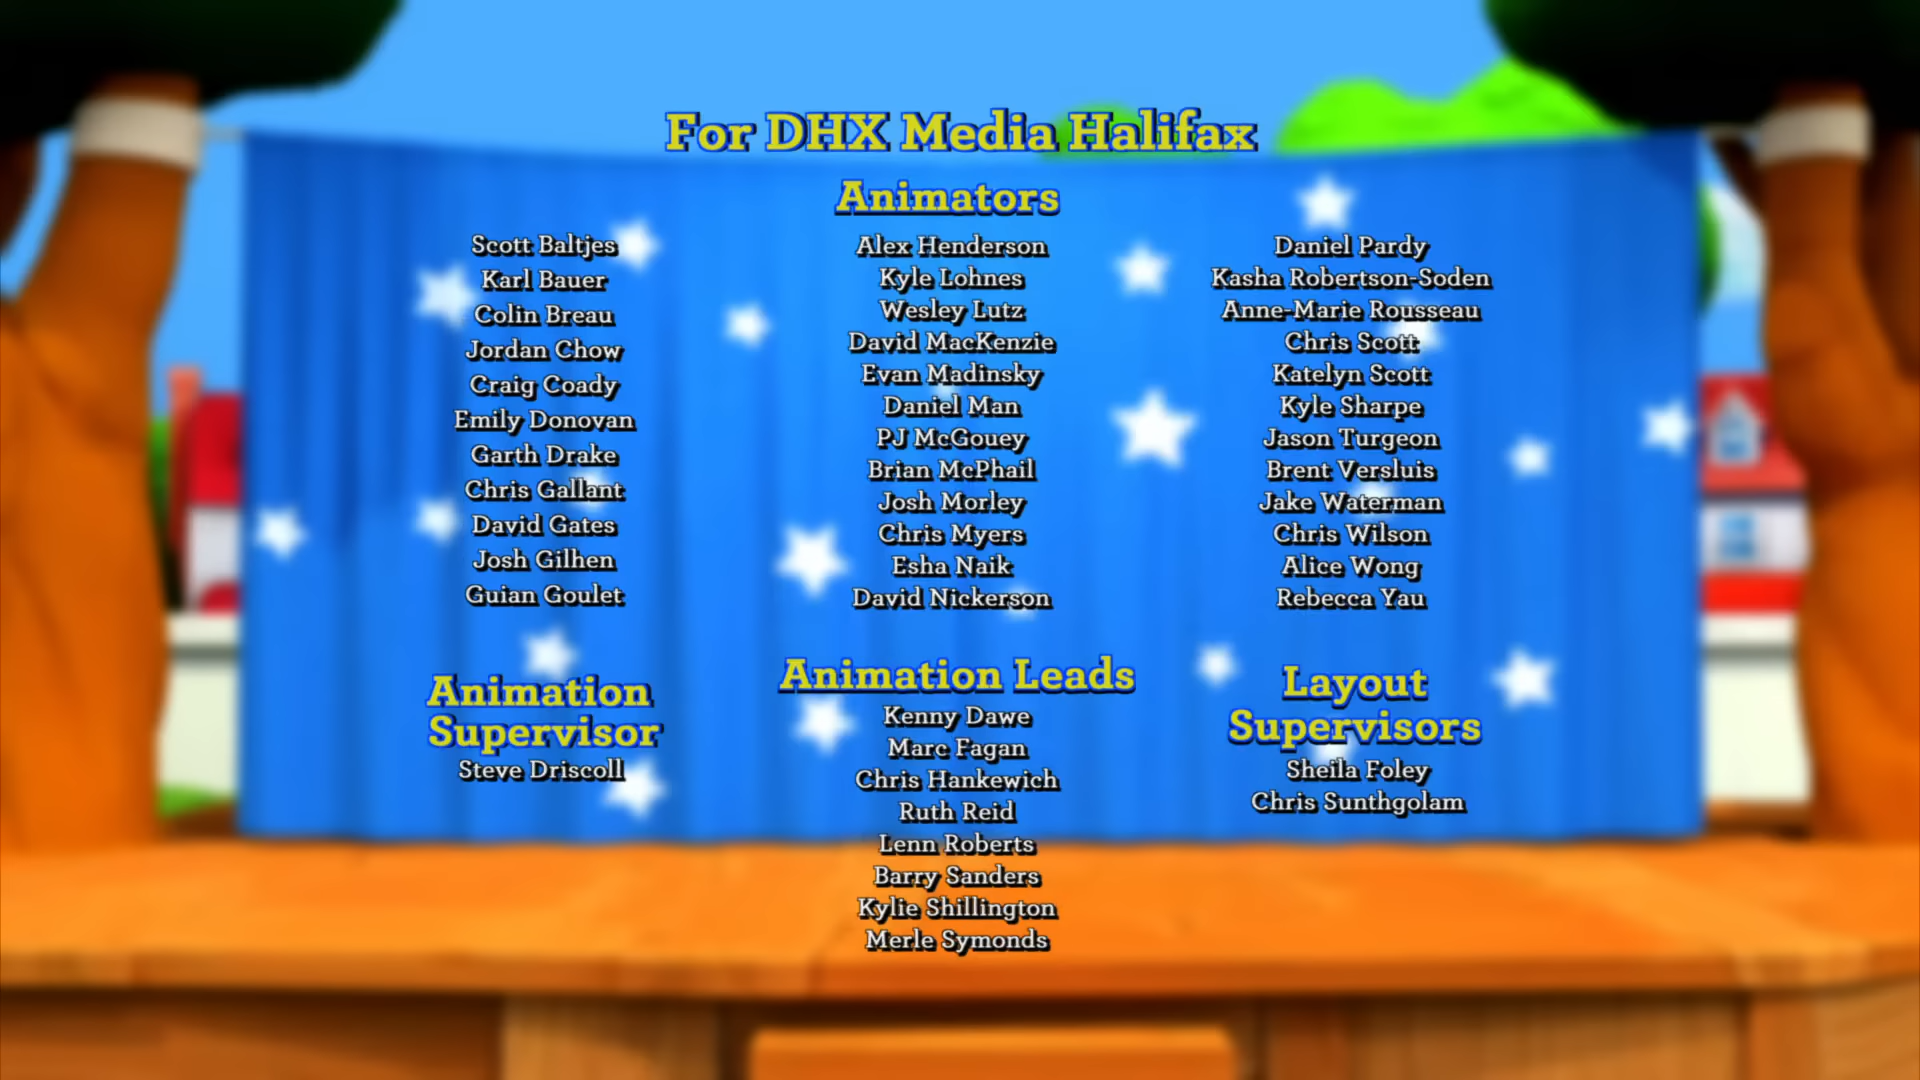 For DHX Media Halifax
Animators
Scott Baltjes
Karl Bauer
Colin Breau
Jordan Chow
Craig Coady
Emily Donovan
Garth Drake
Chris Gallant
David Gates
Josh Gilhen
Guian Goulet
Alex Henderson
Kyle Lohnes
Wesley Lutz
David MacKenzie
Evan Madinsky
Daniel Man
PJ McGouey
Brian McPhail
Josh Morley
Chris Myers
Esha Naik
David Nickerson
Daniel Pardy
Kasha Robertson-Soden
Anne-Marie Rousseau
Chris Scott
Katelyn Scott
Kyle Sharpe
Jason Turgeon
Brent Versluis
Jake Waterman
Chris Wilson
Alice Wong
Rebecca Yau
Animation
Supervisor
Steve Driscoll
Animation Leads
Kenny Dawe
Marc Fagan
Chris Hankewich
Ruth Reid
Lenn Roberts
Barry Sanders
Kylie Shillington
Merle Symonds
Layout
Supervisors
Sheila Foley
Chris Sunthgolam